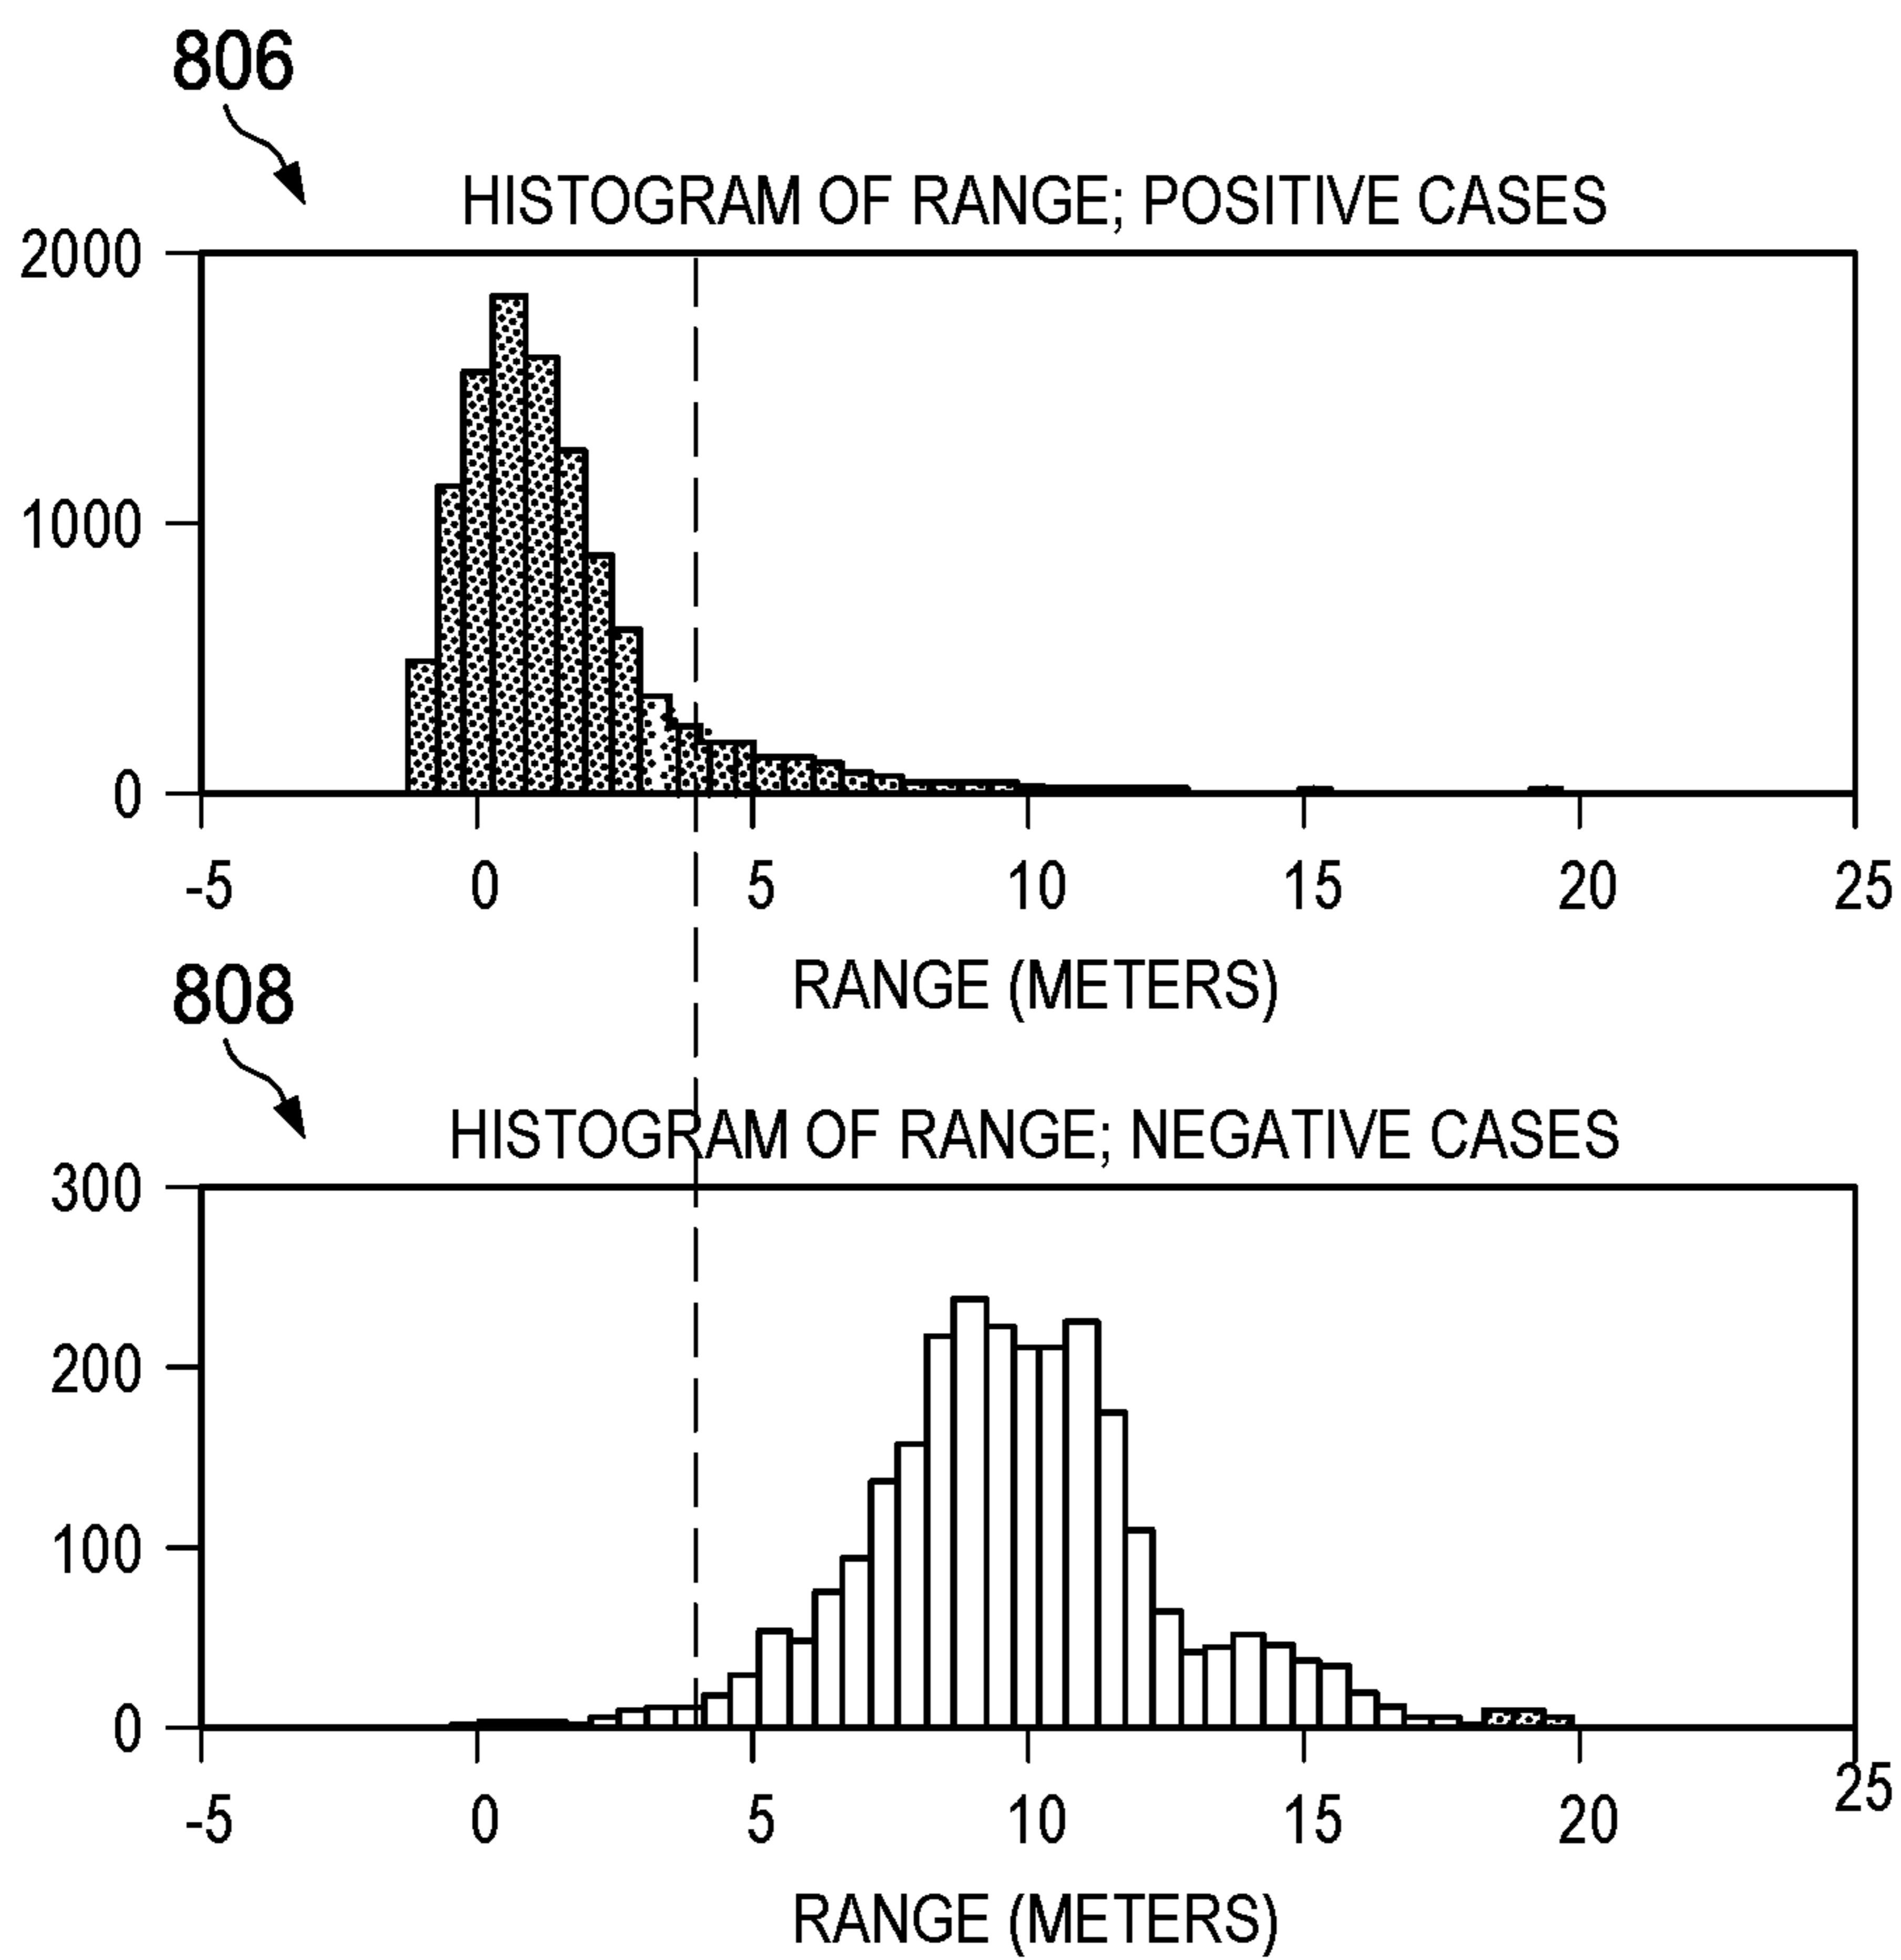 806
HISTOGRAM OF RANGE; POSITIVE CASES
2000
1000
0
-5 0 5 10 15 20 25
RANGE (METERS)
808
HISTOGRAM OF RANGE; NEGATIVE CASES
300
200
100
0
-5 0 5 10 15 20 25
RANGE (METERS)